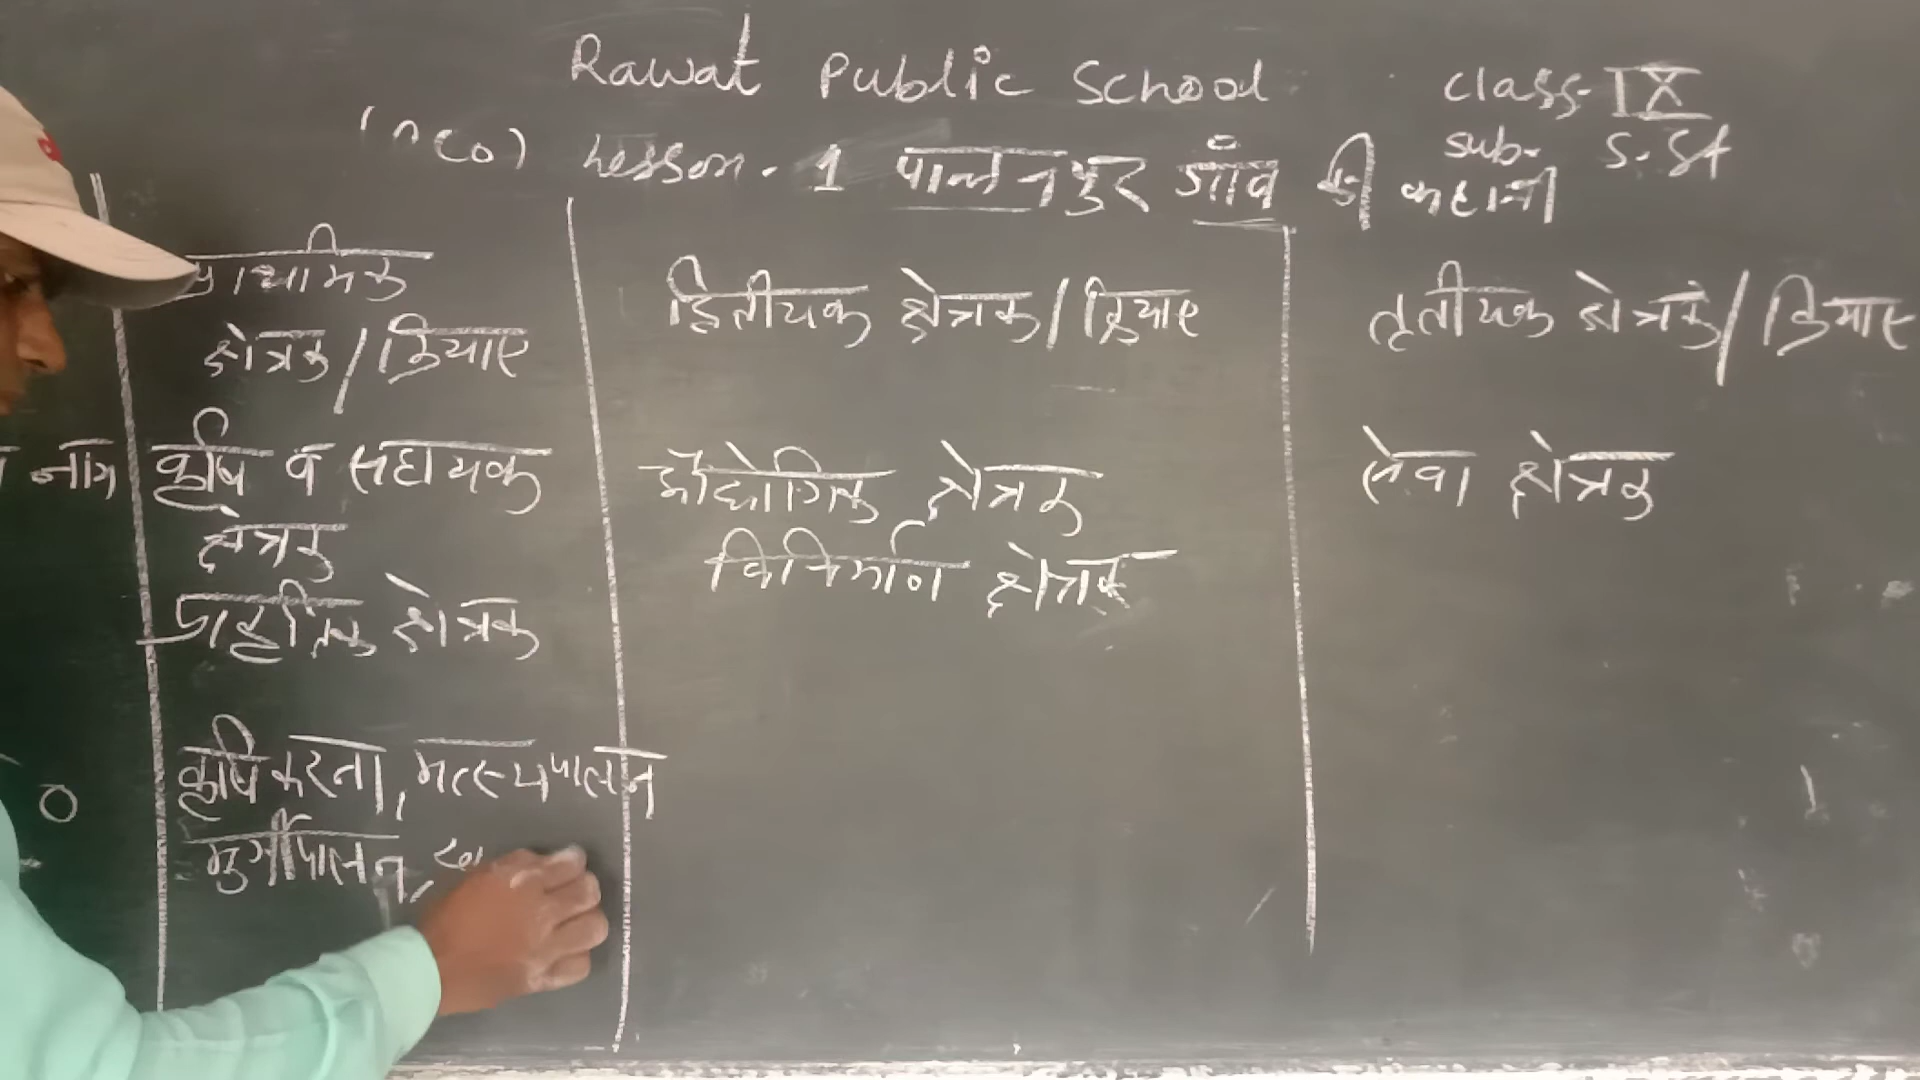 Rawat Public School
class- IX
(nco) Lesson - 1 पालनपुर गांव की कहानी
sub- S.St
प्राथमिक
क्षेत्रक / क्रियाए
द्वितीयक क्षेत्रक / क्रियाए
तृतीयक क्षेत्रक / क्रियाए
नाम
कृषि व सहायक
क्षेत्रक
प्राकृतिक क्षेत्रक
औद्योगिक क्षेत्रक
विनिर्माण क्षेत्रक
सेवा क्षेत्रक
कृषि करना, मत्स्यपालन
मुर्गीपालन,